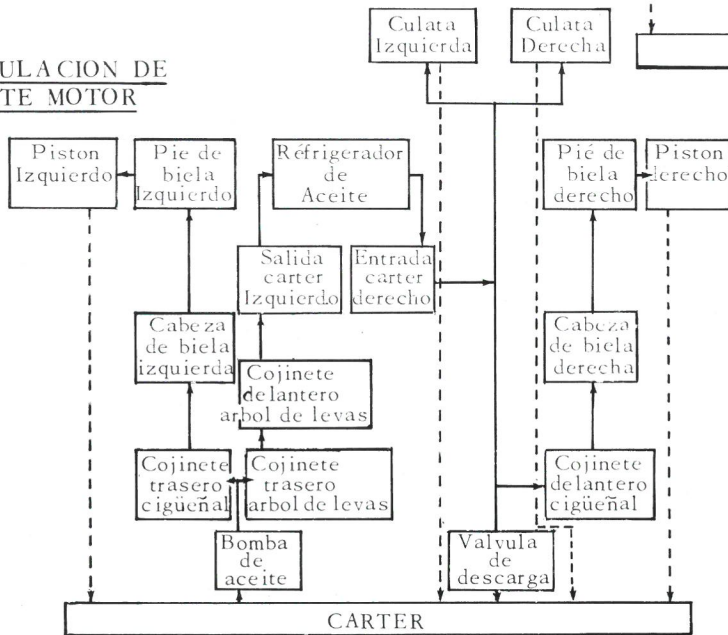 Culata
Izquierda
Culata
Derecha
ULACION DE
TE MOTOR
Piston
Izquierdo
Pie de
biela
Izquierdo
Réfrigerador
de
Aceite
Pié de
biela
derecho
Piston
derecho
Salida
carter
Izquierdo
Entrada
carter
derecho
Cabeza
de biela
izquierda
Cabeza
de biela
derecha
Cojinete
delantero
arbol de levas
Cojinete
trasero
cigüeñal
Cojinete
trasero
arbol de levas
Cojinete
delantero
cigüeñal
Bomba
de
aceite
Valvula
de
descarga
CARTER